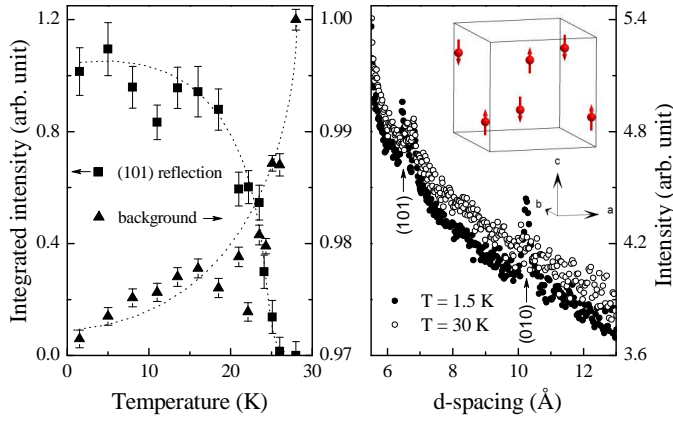 1.2
0.8
0.4
0.0
Integrated intensity (arb. unit)
(101) reflection
background
1.00
0.99
0.98
0.97
0
10
20
30
Temperature (K)
5.4
4.8
4.2
3.6
Intensity (arb. unit)
(101)
(010)
c
b
a
T = 1.5 K
T = 30 K
6
8
10
12
d-spacing (Å)